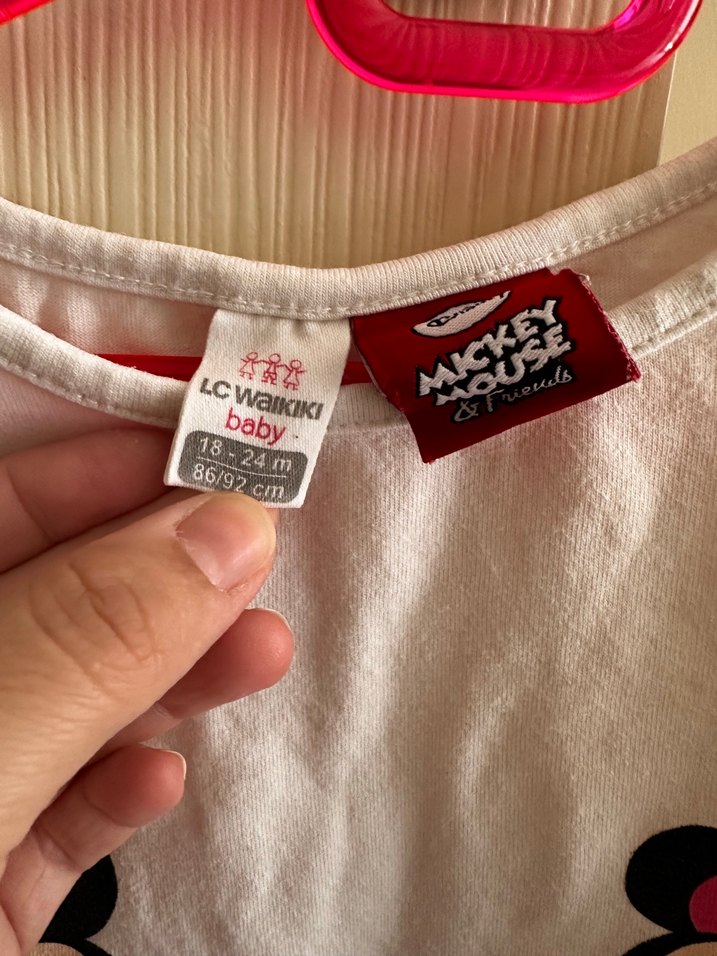 LC WAIKIKI
baby
18 - 24 m
86/92 cm
MICKEY
MOUSE
& Friends